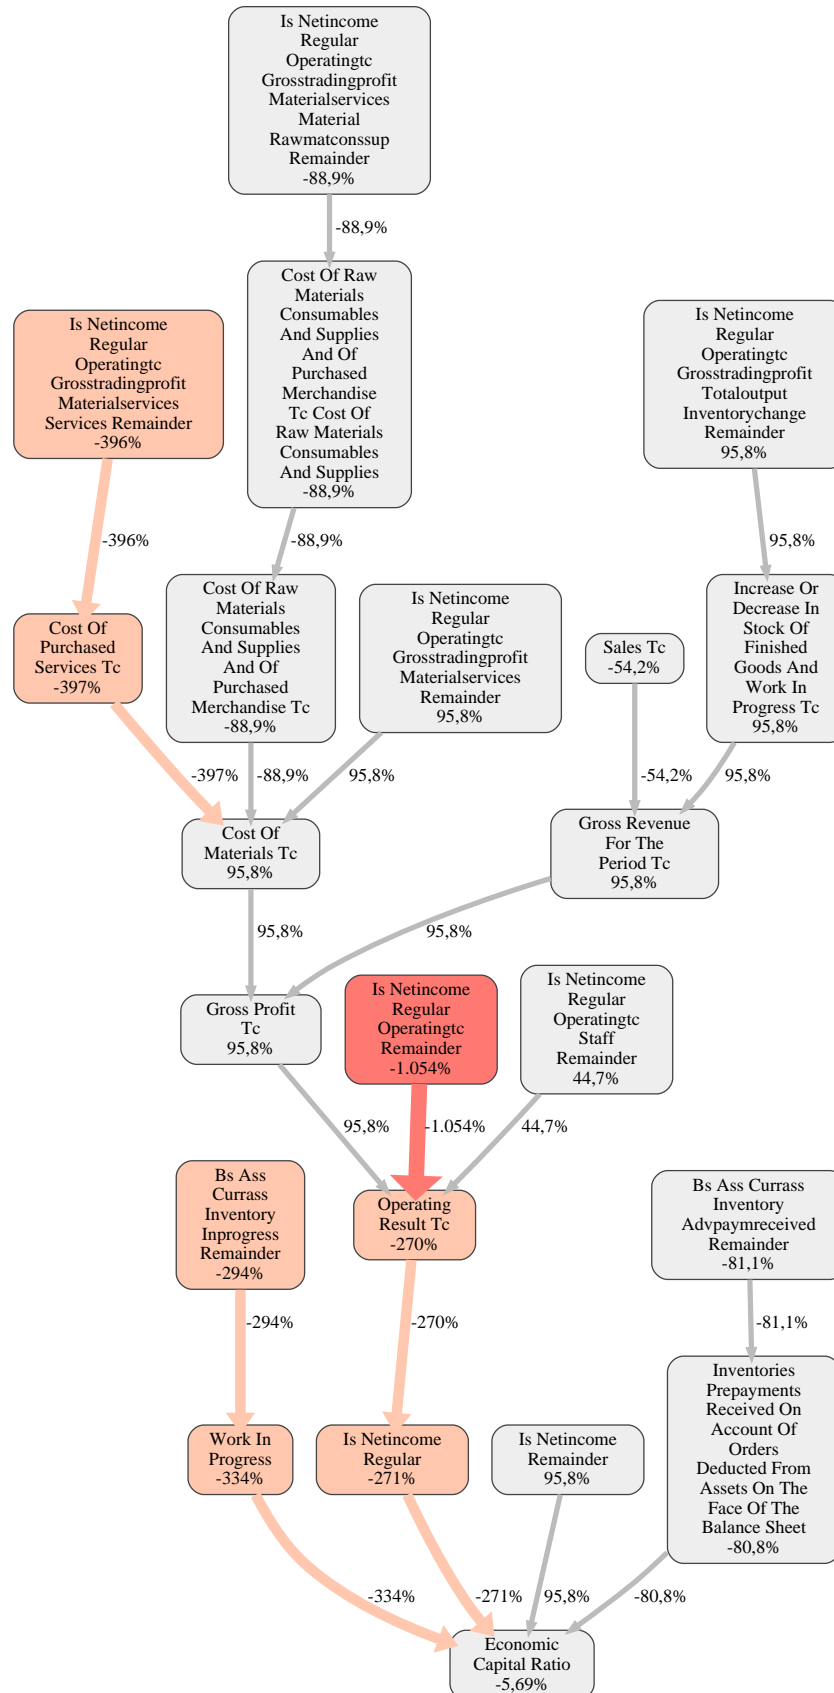 Is Netincome
Regular
Operatingtc
Grosstradingprofit
Materialservices
Material
Rawmatconssup
Remainder
-88,9%
-88,9%
Cost Of Raw
Materials
Consumables
And Supplies
And Of
Purchased
Merchandise
Tc Cost Of
Raw Materials
Consumables
And Supplies
-88,9%
Is Netincome
Regular
Operatingtc
Grosstradingprofit
Materialservices
Services Remainder
-396%
Is Netincome
Regular
Operatingtc
Grosstradingprofit
Totaloutput
Inventorychange
Remainder
95,8%
-396%
-88,9%
95,8%
Cost Of
Purchased
Services Tc
-397%
Cost Of Raw
Materials
Consumables
And Supplies
And Of
Purchased
Merchandise Tc
-88,9%
Is Netincome
Regular
Operatingtc
Grosstradingprofit
Materialservices
Remainder
95,8%
Sales Tc
-54,2%
Increase Or
Decrease In
Stock Of
Finished
Goods And
Work In
Progress Tc
95,8%
-397%
-88,9%
95,8%
-54,2%
95,8%
Cost Of
Materials Tc
95,8%
Gross Revenue
For The
Period Tc
95,8%
95,8%
95,8%
Gross Profit
Tc
95,8%
Is Netincome
Regular
Operatingtc
Remainder
-1.054%
Is Netincome
Regular
Operatingtc
Staff
Remainder
44,7%
95,8%
-1.054%
44,7%
Bs Ass
Currass
Inventory
Inprogress
Remainder
-294%
Operating
Result Tc
-270%
Bs Ass Currass
Inventory
Advpaymreceived
Remainder
-81,1%
-294%
-270%
-81,1%
Work In
Progress
-334%
Is Netincome
Regular
-271%
Is Netincome
Remainder
95,8%
Inventories
Prepayments
Received On
Account Of
Orders
Deducted From
Assets On The
Face Of The
Balance Sheet
-80,8%
-334%
-271%
95,8%
-80,8%
Economic
Capital Ratio
-5,69%